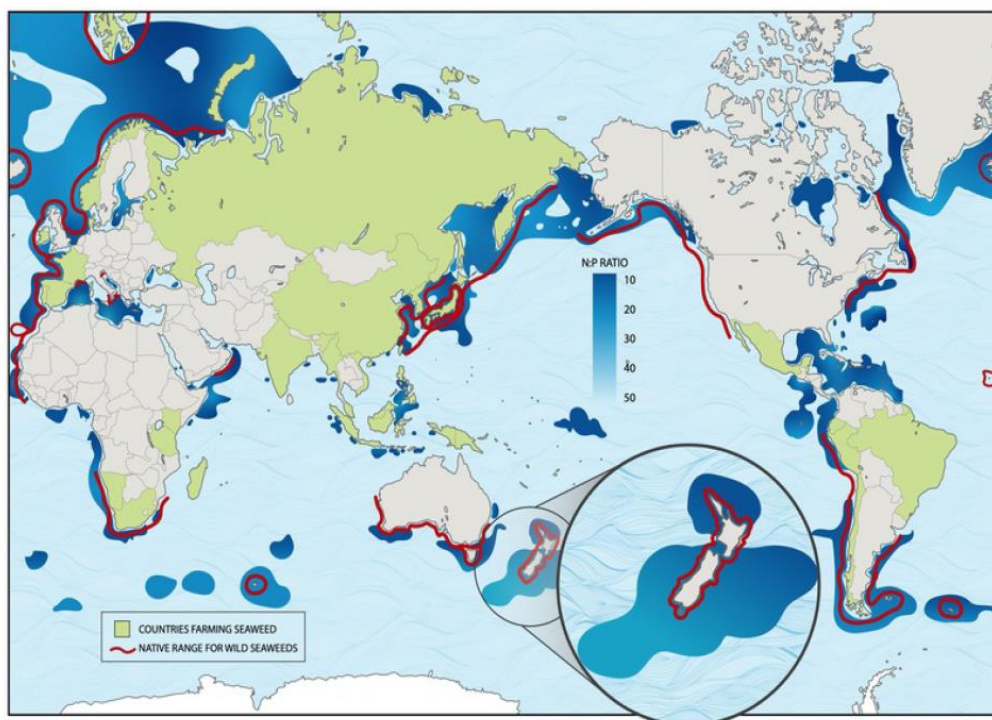 N:P RATIO
10
20
30
40
50
COUNTRIES FARMING SEAWEED
NATIVE RANGE FOR WILD SEAWEEDS